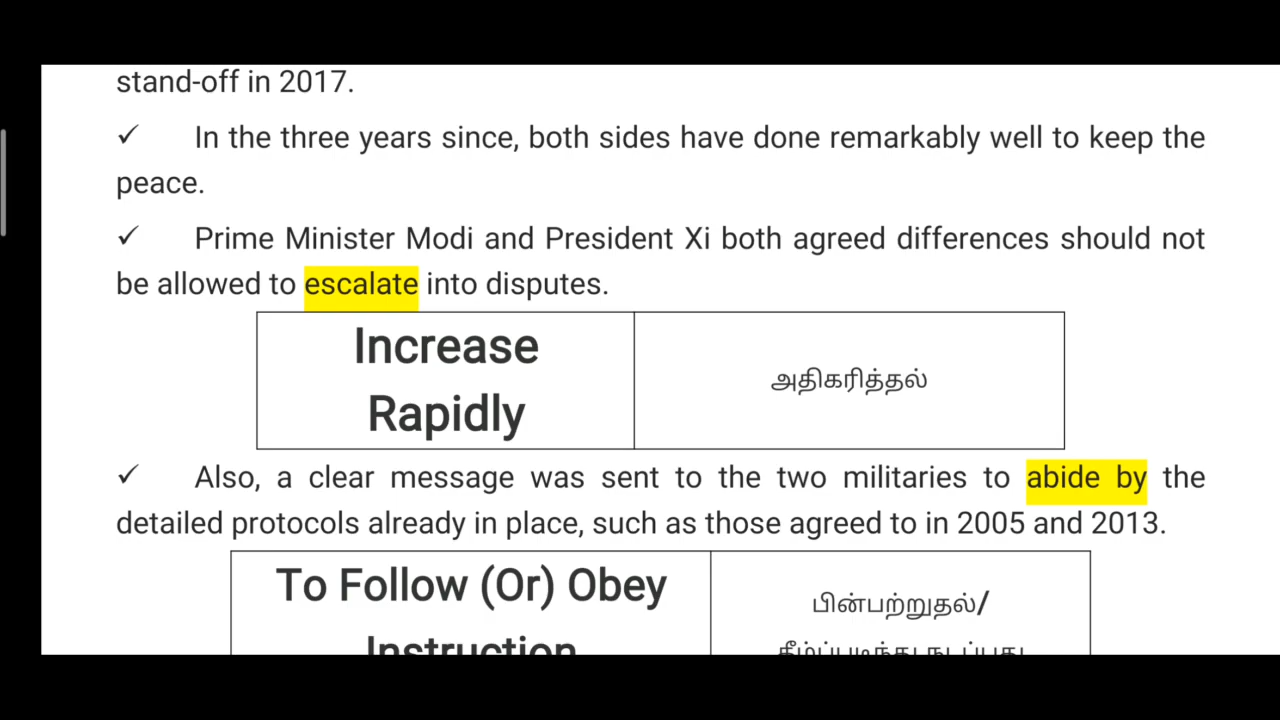 stand-off in 2017.
✓ In the three years since, both sides have done remarkably well to keep the
peace.
✓ Prime Minister Modi and President Xi both agreed differences should not
be allowed to escalate into disputes.
Increase
Rapidly
அதிகரித்தல்
✓ Also, a clear message was sent to the two militaries to abide by the
detailed protocols already in place, such as those agreed to in 2005 and 2013.
To Follow (Or) Obey
Instruction
பின்பற்றுதல்/